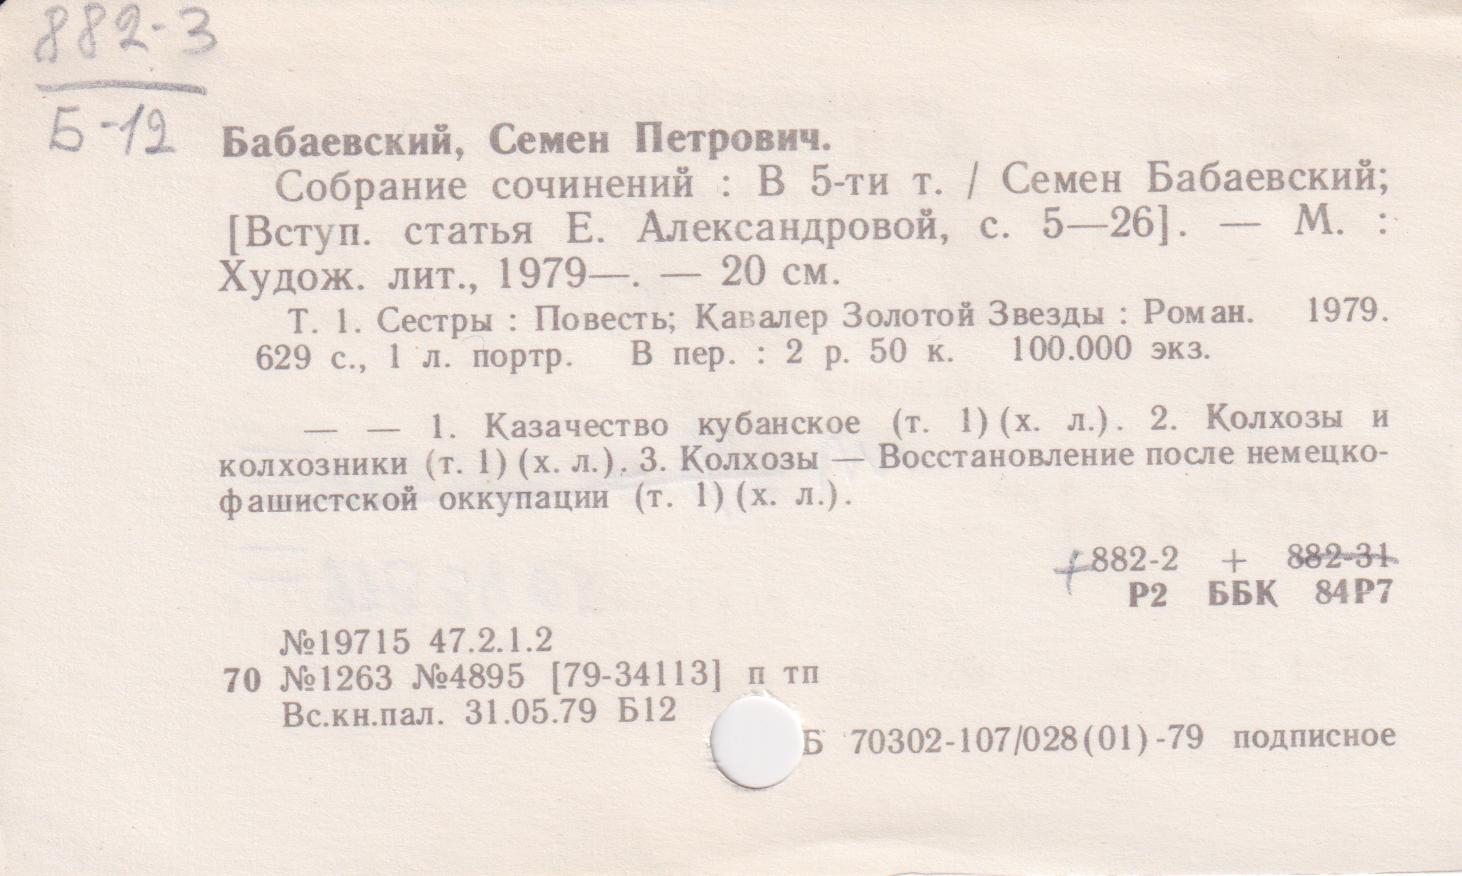 882-3
Б-12
Бабаевский, Семен Петрович.
Собрание сочинений : В 5-ти т. / Семен Бабаевский;
[Вступ. статья Е. Александровой, с. 5—26]. — М. :
Худож. лит., 1979—. — 20 см.
Т. 1. Сестры : Повесть; Кавалер Золотой Звезды : Роман. 1979.
629 с., 1 л. портр. В пер. : 2 р. 50 к. 100.000 экз.
— — 1. Казачество кубанское (т. 1) (х. л.). 2. Колхозы и
колхозники (т. 1) (х. л.). 3. Колхозы — Восстановление после немецко-
фашистской оккупации (т. 1) (х. л.).
+882-2 + 882-31
Р2 ББК 84Р7
№19715 47.2.1.2
70 №1263 №4895 [79-34113] п тп
Вс.кн.пал. 31.05.79 Б12
Б 70302-107/028(01)-79 подписное